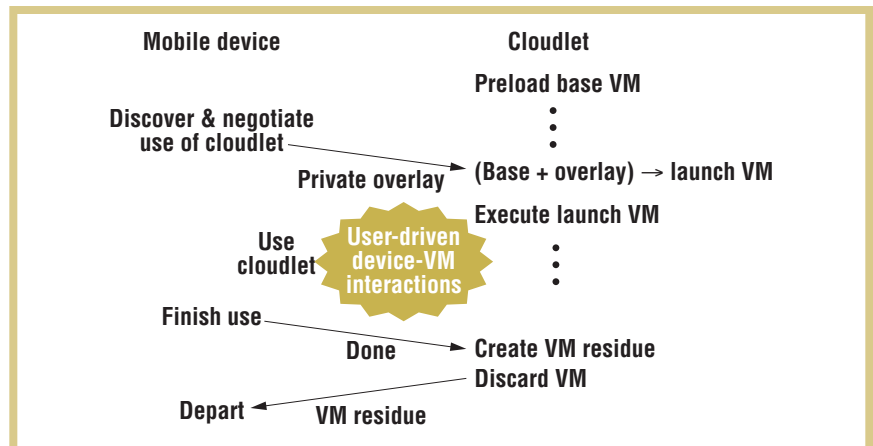 Mobile device
Cloudlet
Preload base VM
Discover & negotiate
use of cloudlet
Private overlay
(Base + overlay) → launch VM
Execute launch VM
Use
cloudlet
User-driven
device-VM
interactions
Finish use
Done
Create VM residue
Discard VM
Depart
VM residue